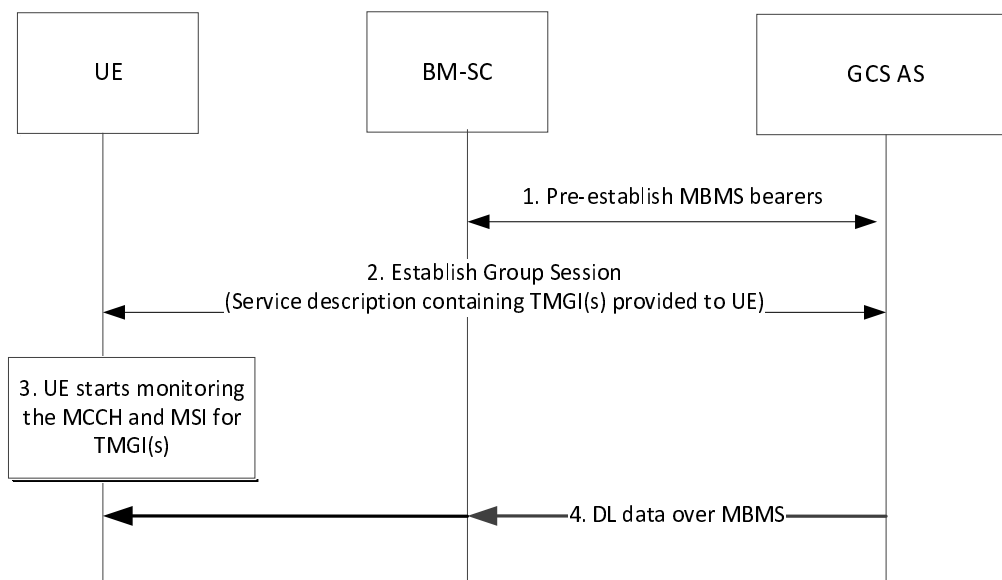 UE
BM-SC
GCS AS
1. Pre-establish MBMS bearers
2. Establish Group Session
(Service description containing TMGI(s) provided to UE)
3. UE starts monitoring
the MCCH and MSI for
TMGI(s)
4. DL data over MBMS